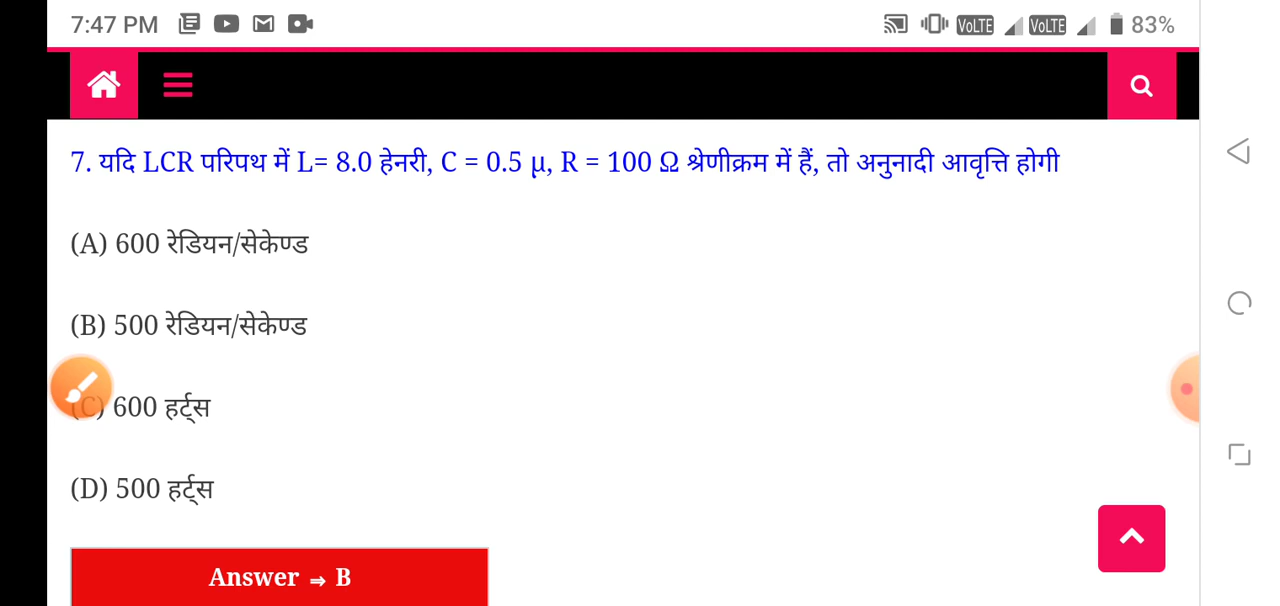 7:47 PM
VoLTE VoLTE 83%
7. यदि LCR परिपथ में L= 8.0 हेनरी, C = 0.5 μ, R = 100 Ω श्रेणीक्रम में हैं, तो अनुनादी आवृत्ति होगी
(A) 600 रेडियन/सेकेण्ड
(B) 500 रेडियन/सेकेण्ड
(C) 600 हर्ट्स
(D) 500 हर्ट्स
Answer ⇒ B